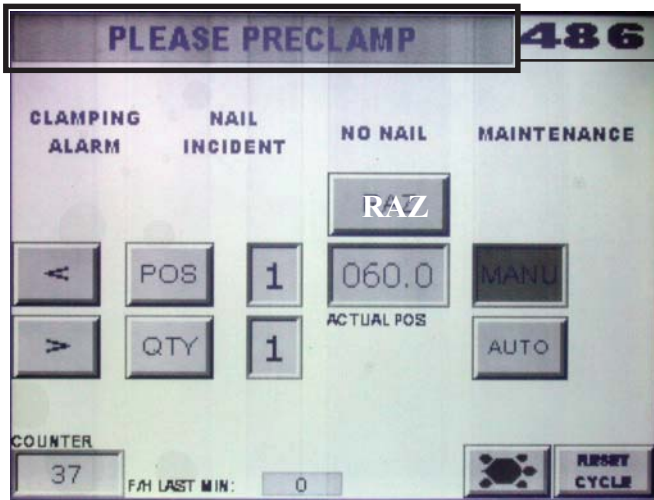 PLEASE PRECLAMP 486
CLAMPING ALARM
NAIL INCIDENT
NO NAIL
MAINTENANCE
RAZ
< POS 1 060.0 MANU
ACTUAL POS
> QTY 1 AUTO
COUNTER
37 F/H LAST MIN: 0
RESET
CYCLE